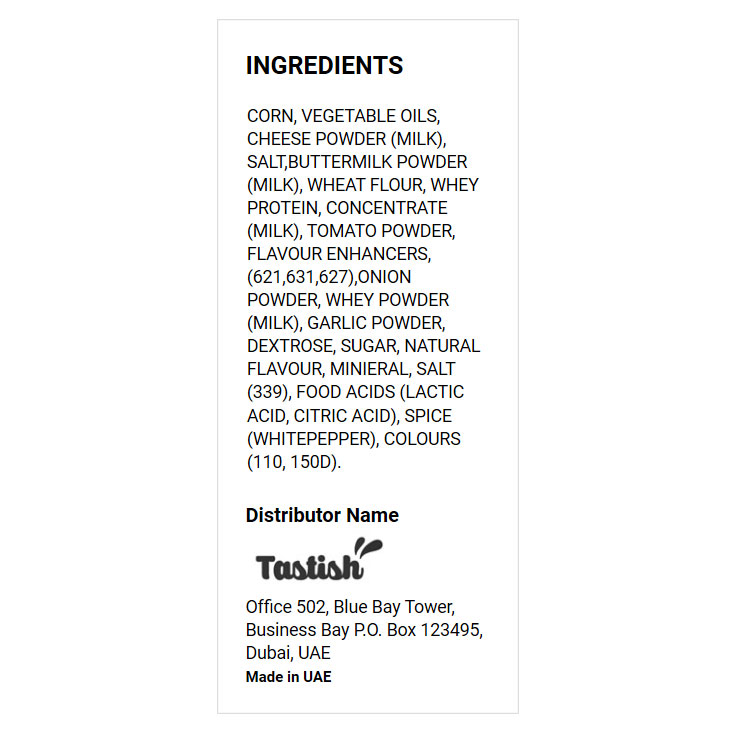 INGREDIENTS
CORN, VEGETABLE OILS,
CHEESE POWDER (MILK),
SALT,BUTTERMILK POWDER
(MILK), WHEAT FLOUR, WHEY
PROTEIN, CONCENTRATE
(MILK), TOMATO POWDER,
FLAVOUR ENHANCERS,
(621,631,627),ONION
POWDER, WHEY POWDER
(MILK), GARLIC POWDER,
DEXTROSE, SUGAR, NATURAL
FLAVOUR, MINIERAL, SALT
(339), FOOD ACIDS (LACTIC
ACID, CITRIC ACID), SPICE
(WHITEPEPPER), COLOURS
(110, 150D).
Distributor Name
Tastish
Office 502, Blue Bay Tower,
Business Bay P.O. Box 123495,
Dubai, UAE
Made in UAE